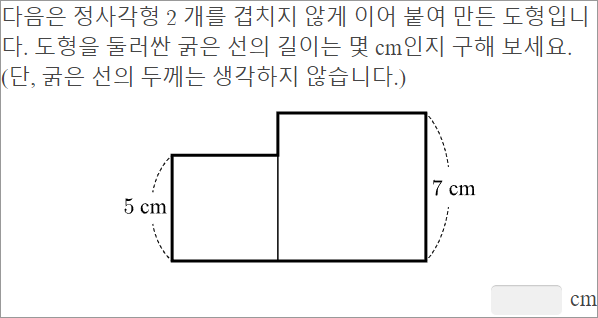 다음은 정사각형 2 개를 겹치지 않게 이어 붙여 만든 도형입니
다. 도형을 둘러싼 굵은 선의 길이는 몇 cm인지 구해 보세요.
(단, 굵은 선의 두께는 생각하지 않습니다.)
7 cm
5 cm
cm